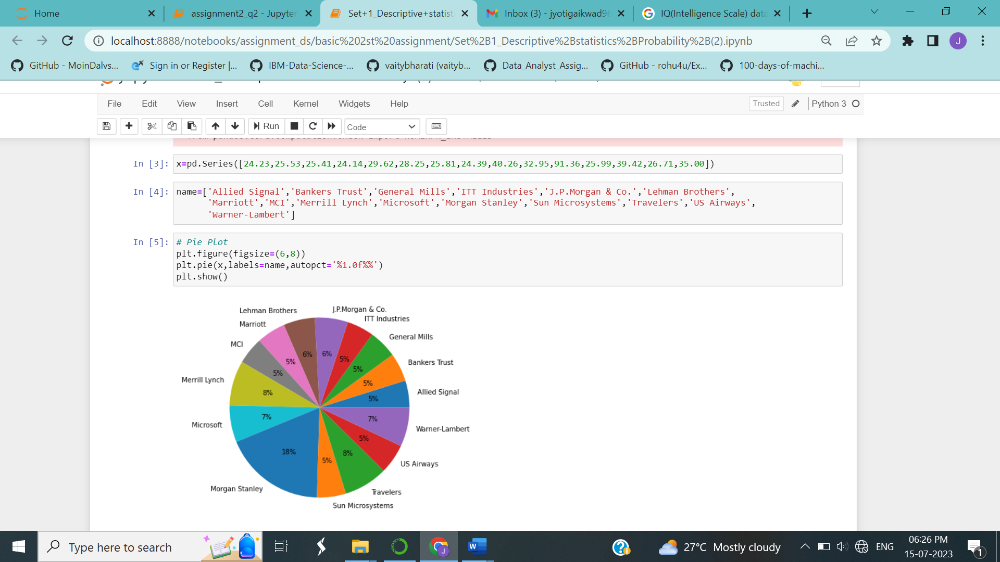 Home
assignment2_q2 - Jupyter
Set+1_Descriptive+statisti
Inbox (3) - jyotigaikwad96
IQ(Intelligence Scale) data
localhost:8888/notebooks/assignment_ds/basic%202st%20assignment/Set%2B1_Descriptive%2Bstatistics%2BProbability%2B(2).ipynb
J
GitHub - MoinDalvs...
Sign in or Register |...
IBM-Data-Science-...
vaitybharati (vaityb...
Data_Analyst_Assig...
GitHub - rohu4u/Ex...
100-days-of-machi...
File Edit View Insert Cell Kernel Widgets Help
Trusted
Python 3
Run
Code
In [3]: x=pd.Series([24.23,25.53,25.41,24.14,29.62,28.25,25.81,24.39,40.26,32.95,91.36,25.99,39.42,26.71,35.00])
In [4]: name=['Allied Signal','Bankers Trust','General Mills','ITT Industries','J.P.Morgan & Co.','Lehman Brothers',
'Marriott','MCI','Merrill Lynch','Microsoft','Morgan Stanley','Sun Microsystems','Travelers','US Airways',
'Warner-Lambert']
In [5]: # Pie Plot
plt.figure(figsize=(6,8))
plt.pie(x,labels=name,autopct='%1.0f%%')
plt.show()
J.P.Morgan & Co.
Lehman Brothers
ITT Industries
Marriott
General Mills
MCI
6% 6%
5% 5%
Bankers Trust
5% 5%
Merrill Lynch
5%
Allied Signal
8%
5%
7% 7%
Microsoft
Warner-Lambert
5%
18% 8%
5%
US Airways
Morgan Stanley
Travelers
Sun Microsystems
Type here to search
J
W
27°C Mostly cloudy
ENG
06:26 PM
15-07-2023
1